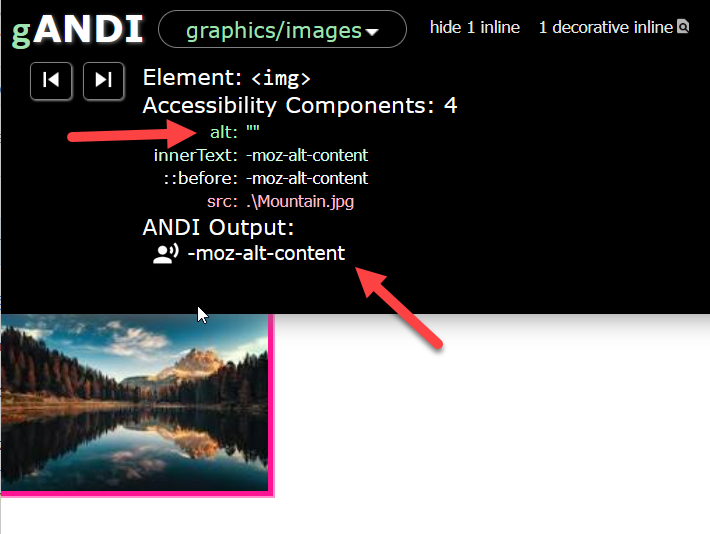 gANDI graphics/images hide 1 inline 1 decorative inline
Element: <img>
Accessibility Components: 4
alt: ""
innerText: -moz-alt-content
::before: -moz-alt-content
src: .\Mountain.jpg
ANDI Output:
-moz-alt-content